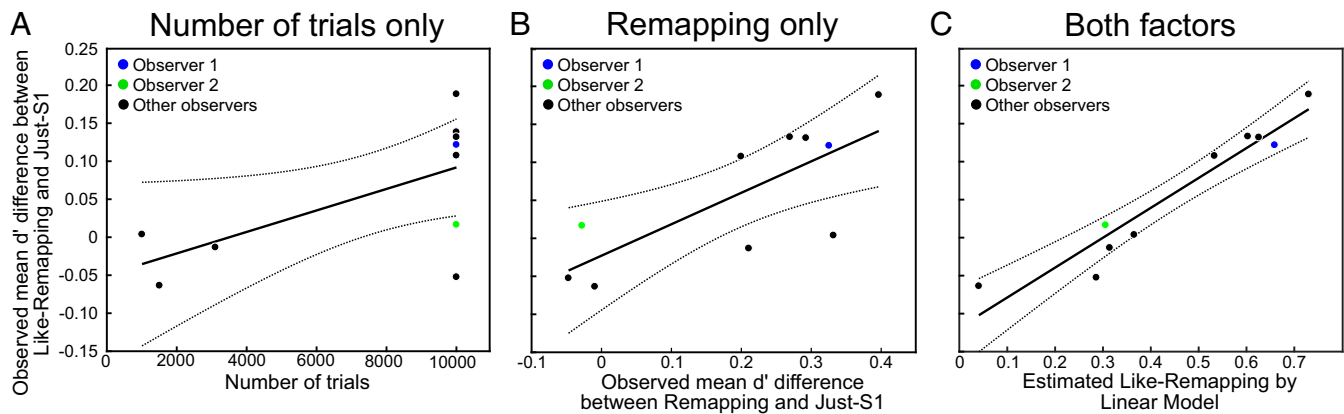 A
Number of trials only
Observed mean d' difference between
Like-Remapping and Just-S1
0.25
0.20
0.15
0.10
0.05
0
-0.05
-0.10
-0.15
Observer 1
Observer 2
Other observers
0 2000 4000 6000 8000 10000
Number of trials
B
Remapping only
Observer 1
Observer 2
Other observers
-0.1 0 0.1 0.2 0.3 0.4
Observed mean d' difference
between Remapping and Just-S1
C
Both factors
Observer 1
Observer 2
Other observers
0 0.1 0.2 0.3 0.4 0.5 0.6 0.7
Estimated Like-Remapping by
Linear Model